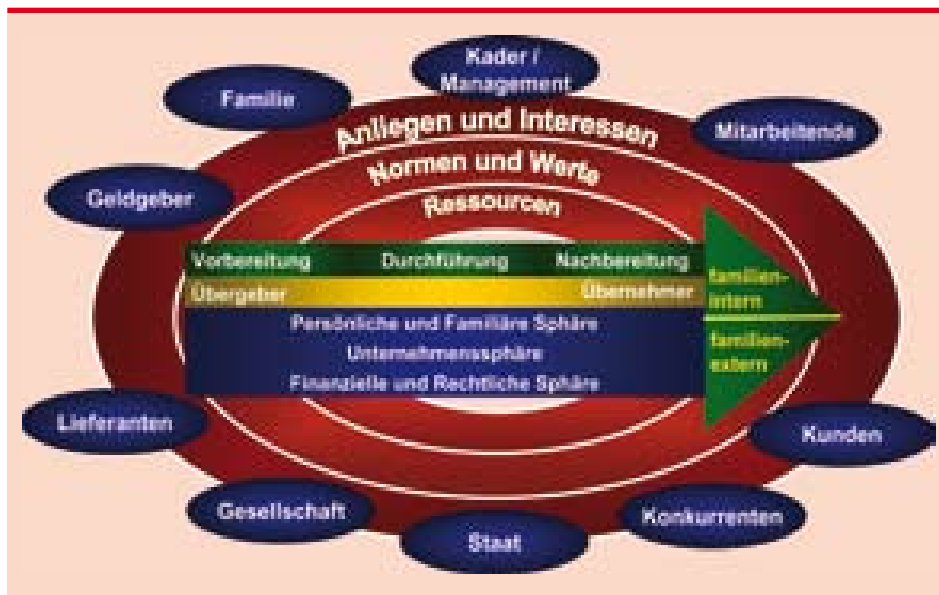 Kader /
Management
Familie
Mitarbeitende
Geldgeber
Anliegen und Interessen
Normen und Werte
Ressourcen
Vorbereitung Durchführung Nachbereitung
Übergeber Übernehmer
familien-
intern
Persönliche und Familiäre Sphäre
Unternehmenssphäre
Finanzielle und Rechtliche Sphäre
familien-
extern
Lieferanten
Kunden
Gesellschaft
Konkurrenten
Staat